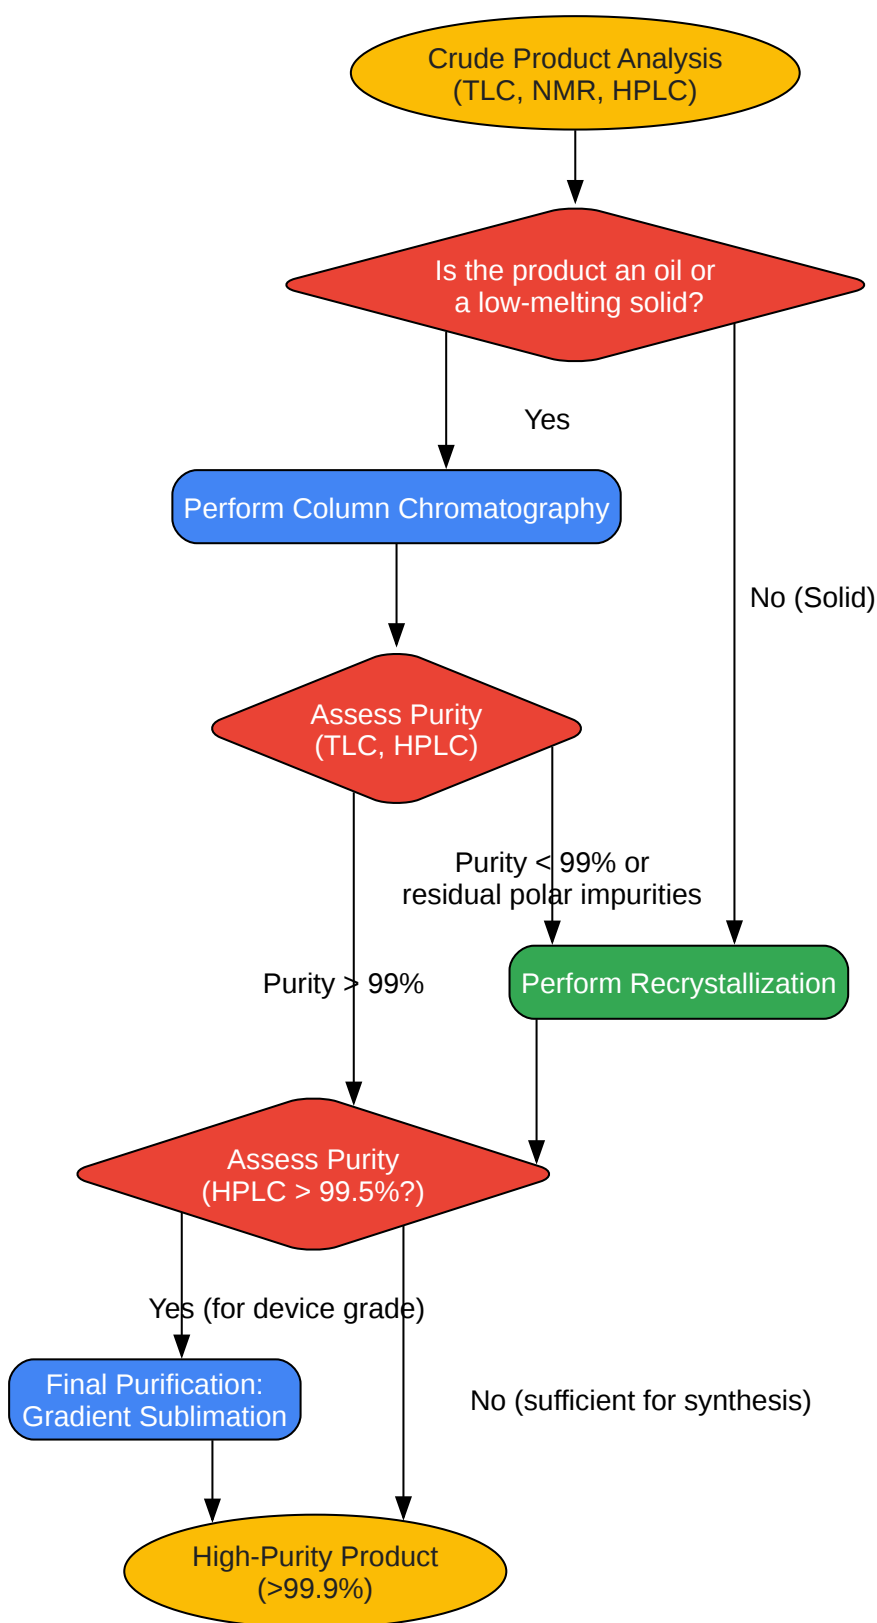 Crude Product Analysis
(TLC, NMR, HPLC)
Is the product an oil or
a low-melting solid?
Yes
Perform Column Chromatography
No (Solid)
Assess Purity
(TLC, HPLC)
Purity < 99% or
residual polar impurities
Purity > 99%
Perform Recrystallization
Assess Purity
(HPLC > 99.5%?)
Yes (for device grade)
Final Purification:
Gradient Sublimation
No (sufficient for synthesis)
High-Purity Product
(>99.9%)